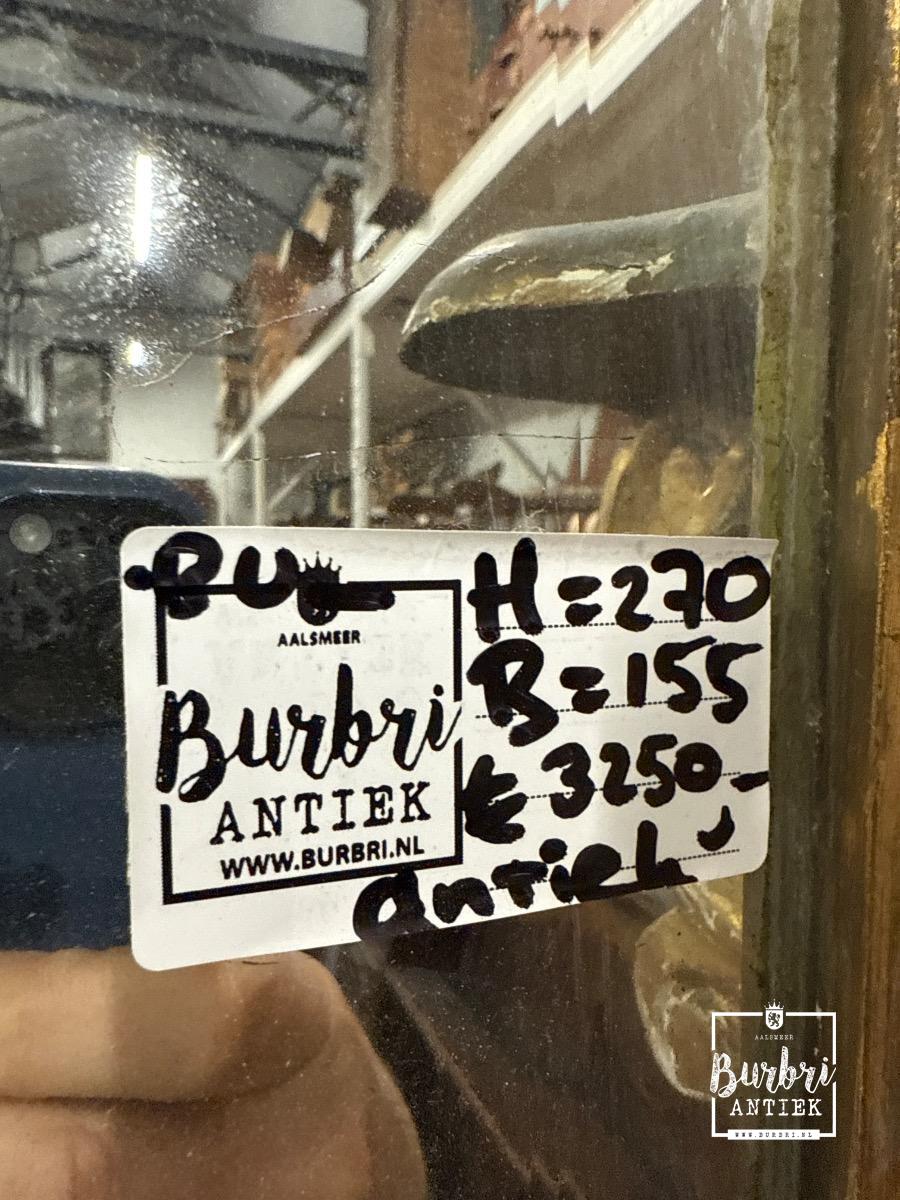 H = 270
AALSMEER
B = 155
Burbri
€ 3250,-
ANTIEK
WWW.BURBRI.NL
antiek
AALSMEER
Burbri
ANTIEK
WWW.BURBRI.NL